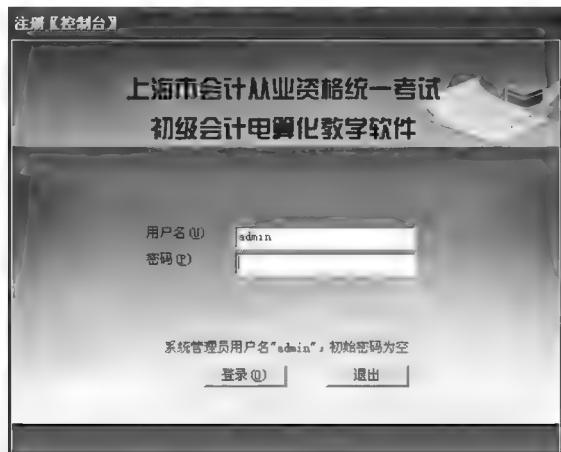 注册【控制台】
上海市会计从业资格统一考试
初级会计电算化教学软件
用户名(U)
admin
密码(P)
系统管理员用户名"admin"，初始密码为空
登录(O) 退出